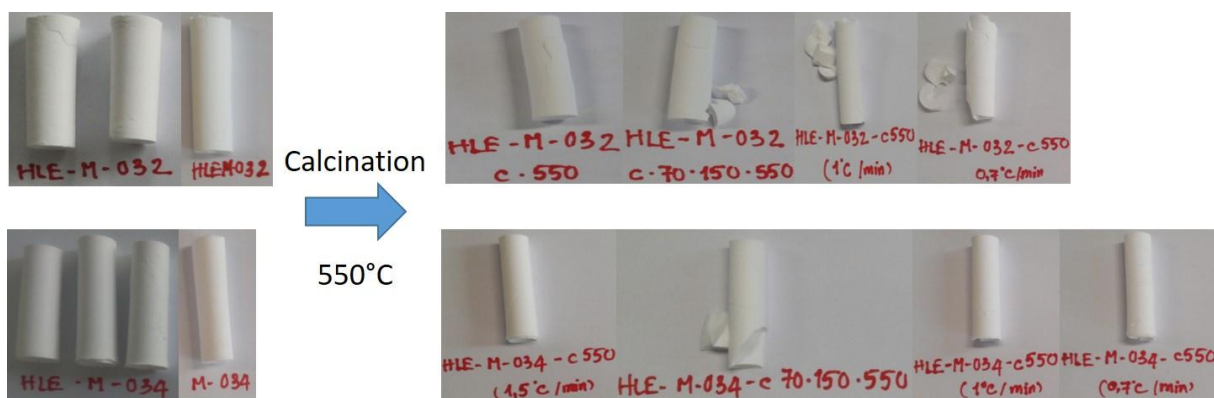 HLE-M-032
HLEM-032
Calcination
550°C
HLE-M-032
c.550
HLE-M-032
c.70.150.550
HLE-M-032-c550
(1°C/min)
HLE-M-032-c550
0,7°C/min
HLE-M-034
M-034
HLE-M-034-c550
(1,5°c/min)
HLE-M-034-c 70.150.550
HLE-M-034-c550
(1°C/min)
HLE-M-034-c550
(0,7°C/min)